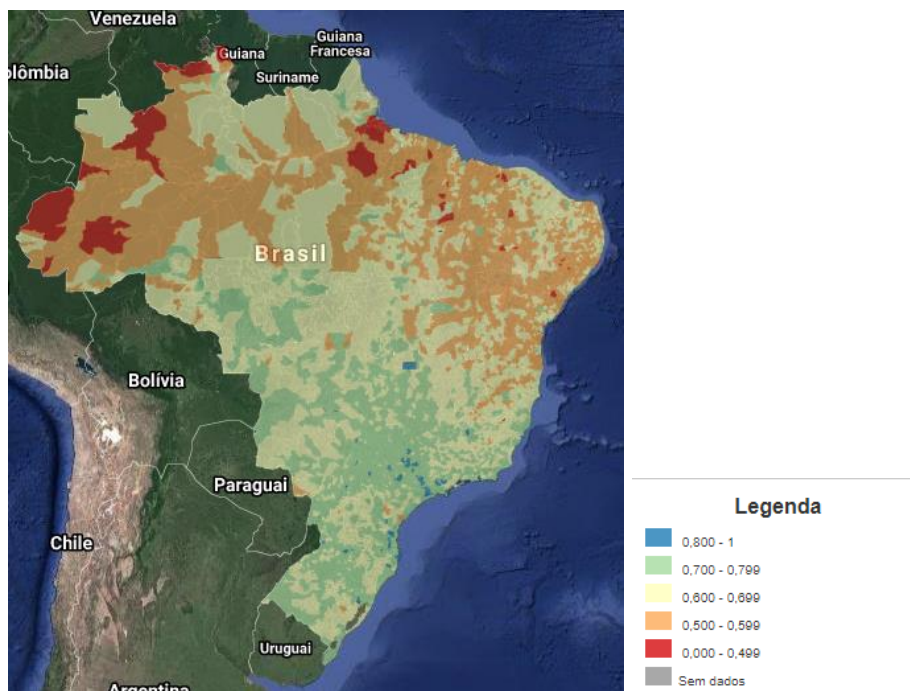 Venezuela
Guiana
Guiana
Francesa
olômbia
Suriname
Brasil
Bolívia
Paraguai
Chile
Uruguai
Argentina
Legenda
0,800 - 1
0,700 - 0,799
0,600 - 0,699
0,500 - 0,599
0,000 - 0,499
Sem dados